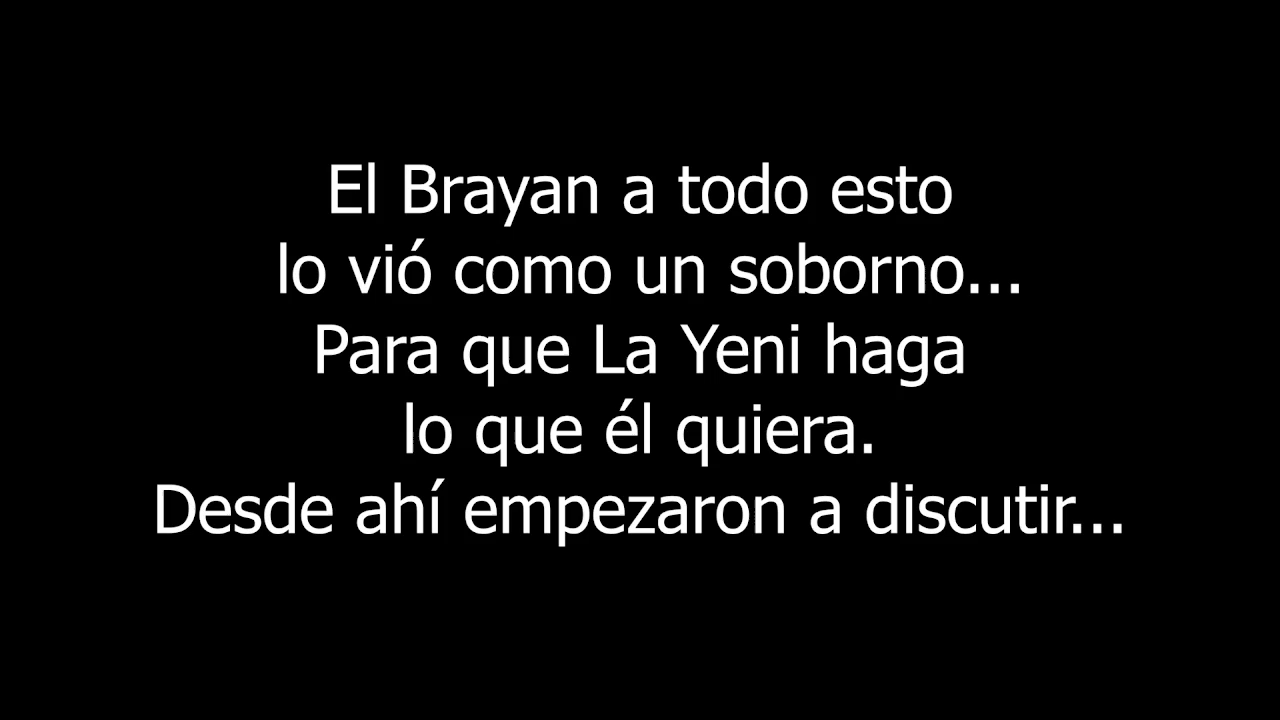 El Brayan a todo esto
lo vió como un soborno...
Para que La Yeni haga
lo que él quiera.
Desde ahí empezaron a discutir...